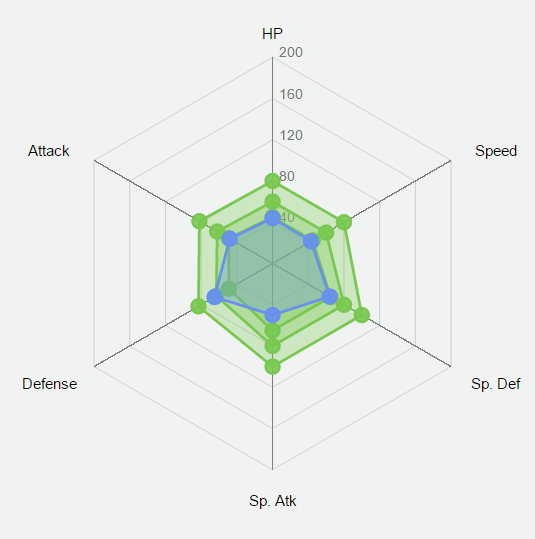 HP
200
160
120
80
40
Attack
Speed
Defense
Sp. Def
Sp. Atk